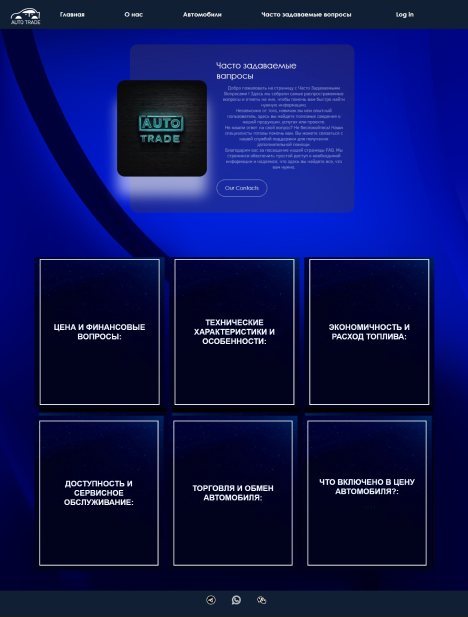 AUTO TRADE
Главная
О нас
Автомобили
Часто задаваемые вопросы
Log in
Часто задаваемые
вопросы
AUTO
TRADE
Добро пожаловать на страницу с Часто Задаваемыми
Вопросами ! Здесь мы собрали самые распространенные
вопросы и ответы на них, чтобы помочь вам быстро найти
нужную информацию.
Независимо от того, новичок вы или опытный
пользователь, здесь вы найдете полезные сведения о
нашей продукции, услугах или проекте.
Не нашли ответ на свой вопрос? Не беспокойтесь! Наши
специалисты готовы помочь вам. Вы можете связаться с
нашей службой поддержки для получения
дополнительной помощи.
Благодарим вас за посещение нашей страницы FAQ. Мы
стремимся обеспечить простой доступ к необходимой
информации и надеемся, что здесь вы найдете все, что
вам нужно.
Our Contacts
ЦЕНА И ФИНАНСОВЫЕ
ВОПРОСЫ:
ТЕХНИЧЕСКИЕ
ХАРАКТЕРИСТИКИ И
ОСОБЕННОСТИ:
ЭКОНОМИЧНОСТЬ И
РАСХОД ТОПЛИВА:
ДОСТУПНОСТЬ И
СЕРВИСНОЕ
ОБСЛУЖИВАНИЕ:
ТОРГОВЛЯ И ОБМЕН
АВТОМОБИЛЯ:
ЧТО ВКЛЮЧЕНО В ЦЕНУ
АВТОМОБИЛЯ?: